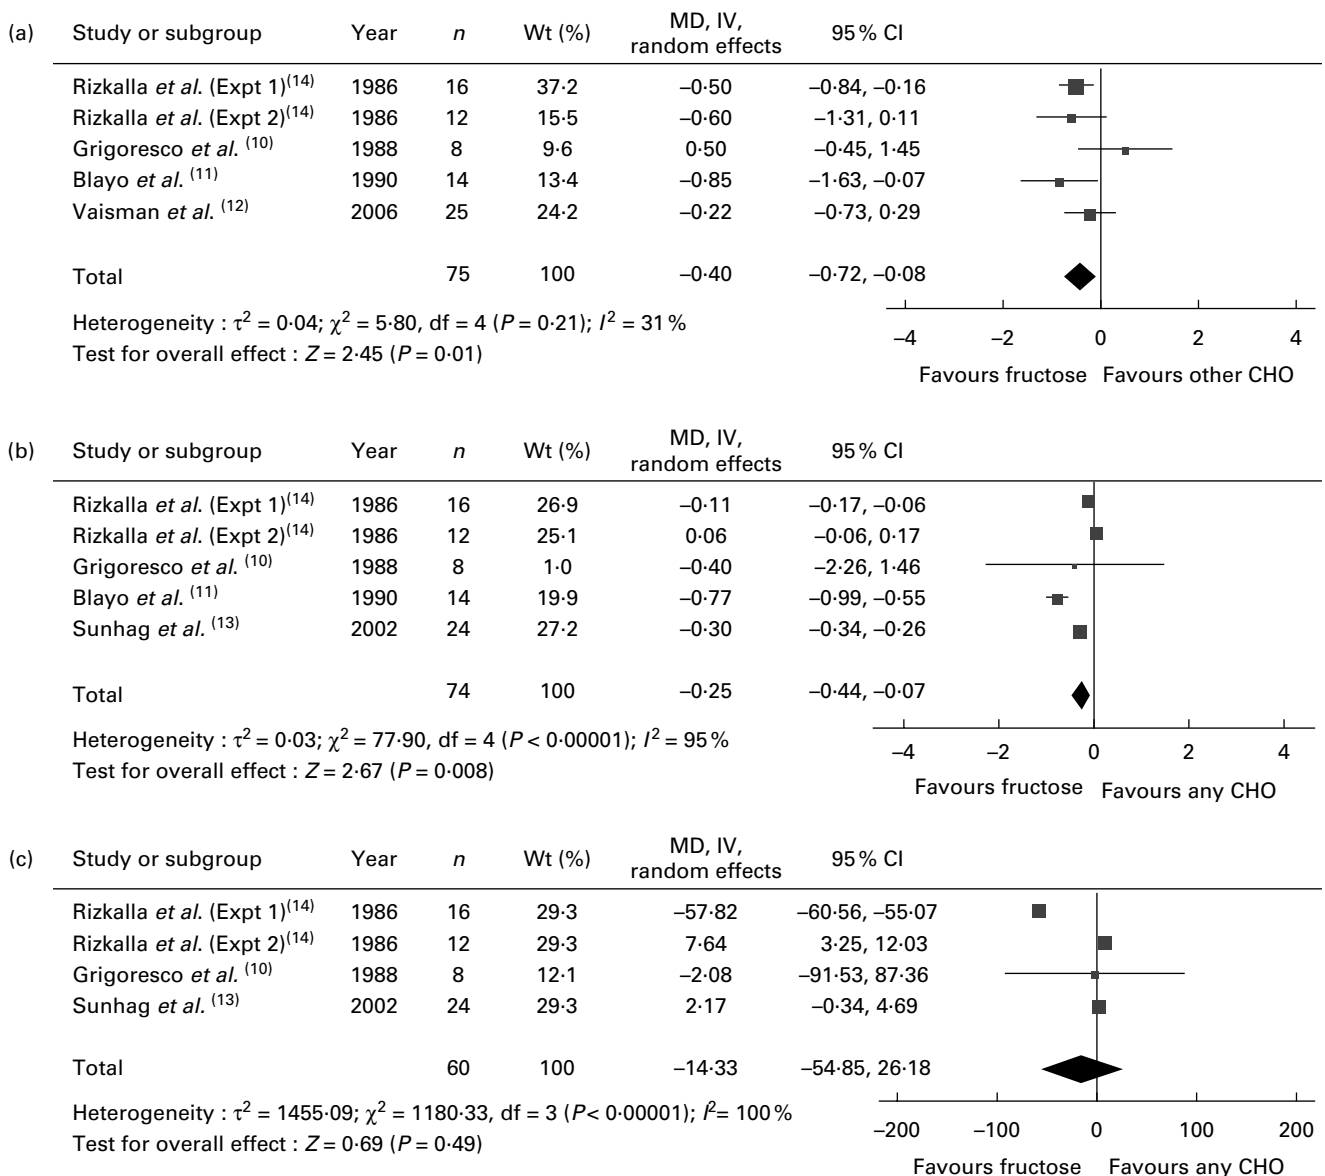 (a) Study or subgroup Year n Wt (%) MD, IV, random effects 95 % CI
Rizkalla et al. (Expt 1)(14) 1986 16 37·2 –0·50 –0·84, –0·16
Rizkalla et al. (Expt 2)(14) 1986 12 15·5 –0·60 –1·31, 0·11
Grigoresco et al. (10) 1988 8 9·6 0·50 –0·45, 1·45
Blayo et al. (11) 1990 14 13·4 –0·85 –1·63, –0·07
Vaisman et al. (12) 2006 25 24·2 –0·22 –0·73, 0·29
Total 75 100 –0·40 –0·72, –0·08
Heterogeneity : τ² = 0·04; χ² = 5·80, df = 4 (P = 0·21); I² = 31 %
Test for overall effect : Z = 2·45 (P = 0·01)
–4 –2 0 2 4
Favours fructose Favours other CHO
(b) Study or subgroup Year n Wt (%) MD, IV, random effects 95 % CI
Rizkalla et al. (Expt 1)(14) 1986 16 26·9 –0·11 –0·17, –0·06
Rizkalla et al. (Expt 2)(14) 1986 12 25·1 0·06 –0·06, 0·17
Grigoresco et al. (10) 1988 8 1·0 –0·40 –2·26, 1·46
Blayo et al. (11) 1990 14 19·9 –0·77 –0·99, –0·55
Sunhag et al. (13) 2002 24 27·2 –0·30 –0·34, –0·26
Total 74 100 –0·25 –0·44, –0·07
Heterogeneity : τ² = 0·03; χ² = 77·90, df = 4 (P < 0·00001); I² = 95 %
Test for overall effect : Z = 2·67 (P = 0·008)
–4 –2 0 2 4
Favours fructose Favours any CHO
(c) Study or subgroup Year n Wt (%) MD, IV, random effects 95 % CI
Rizkalla et al. (Expt 1)(14) 1986 16 29·3 –57·82 –60·56, –55·07
Rizkalla et al. (Expt 2)(14) 1986 12 29·3 7·64 3·25, 12·03
Grigoresco et al. (10) 1988 8 12·1 –2·08 –91·53, 87·36
Sunhag et al. (13) 2002 24 29·3 2·17 –0·34, 4·69
Total 60 100 –14·33 –54·85, 26·18
Heterogeneity : τ² = 1455·09; χ² = 1180·33, df = 3 (P< 0·00001); I²= 100 %
Test for overall effect : Z = 0·69 (P = 0·49)
–200 –100 0 100 200
Favours fructose Favours any CHO